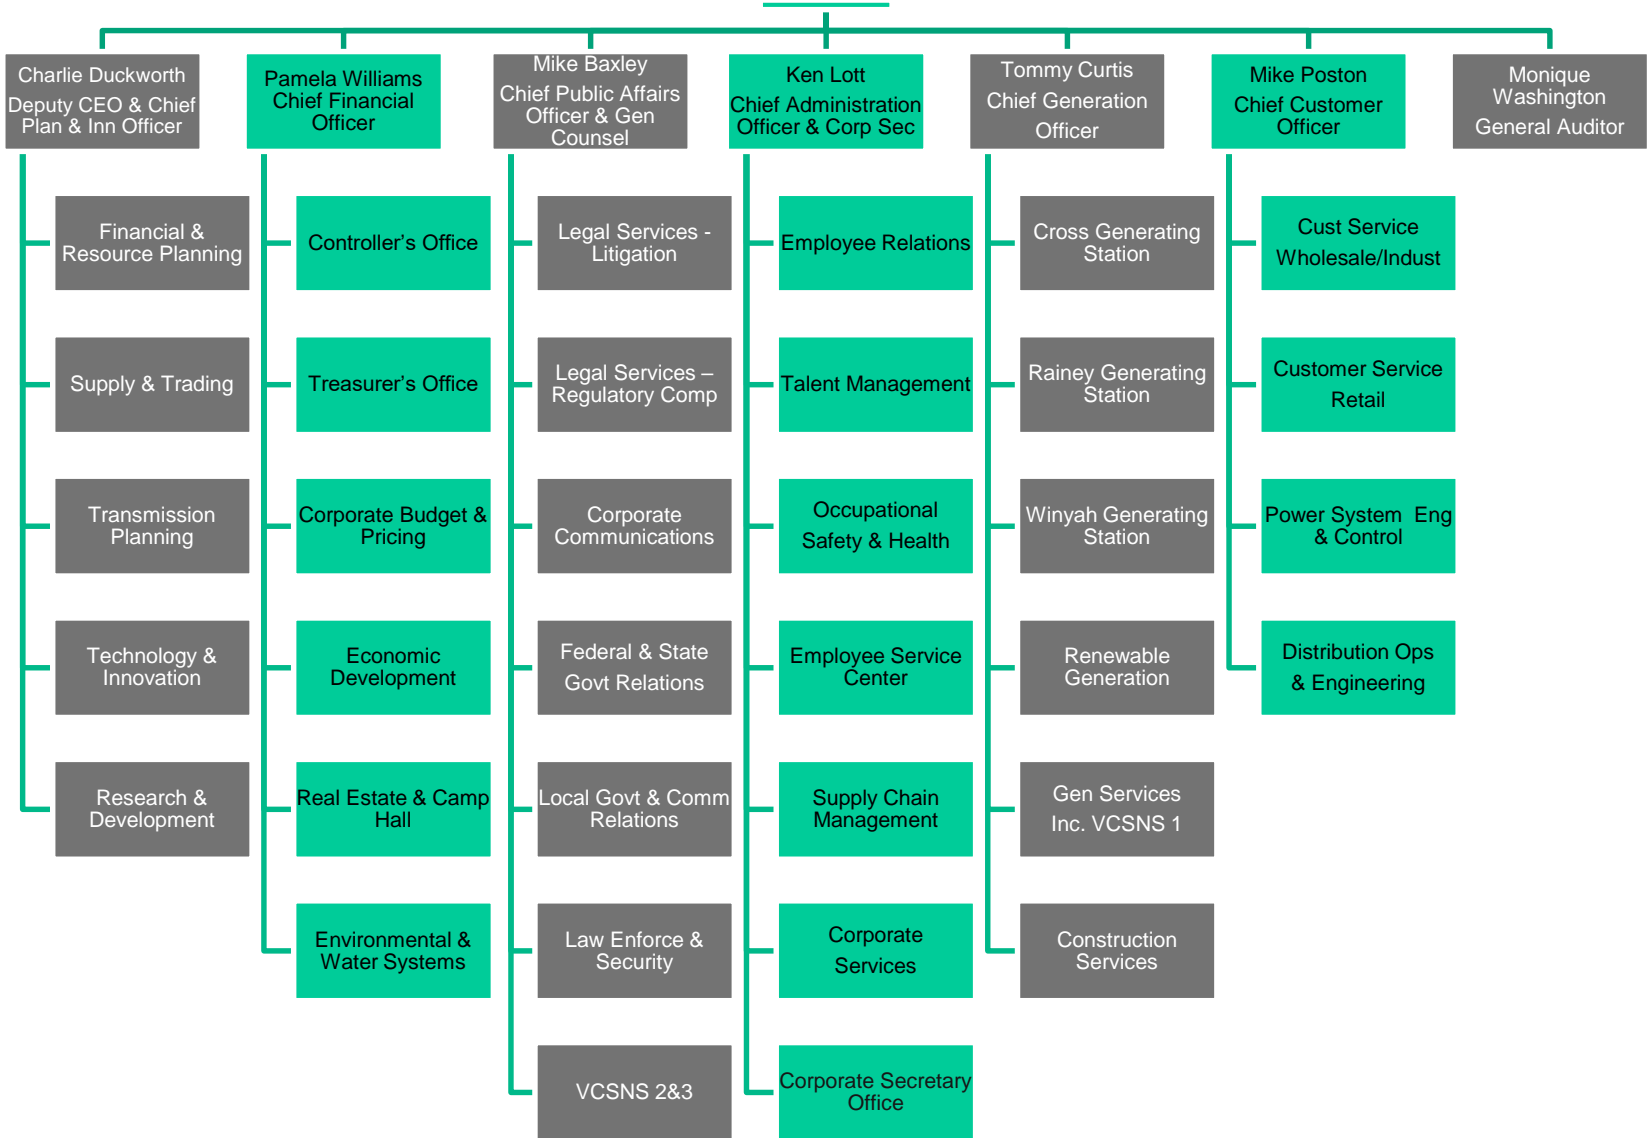 Charlie Duckworth
Deputy CEO & Chief
Plan & Inn Officer
Pamela Williams
Chief Financial
Officer
Mike Baxley
Chief Public Affairs
Officer & Gen
Counsel
Ken Lott
Chief Administration
Officer & Corp Sec
Tommy Curtis
Chief Generation
Officer
Mike Poston
Chief Customer
Officer
Monique
Washington
General Auditor
Financial &
Resource Planning
Controller’s Office
Legal Services -
Litigation
Employee Relations
Cross Generating
Station
Cust Service
Wholesale/Indust
Supply & Trading
Treasurer’s Office
Legal Services –
Regulatory Comp
Talent Management
Rainey Generating
Station
Customer Service
Retail
Transmission
Planning
Corporate Budget &
Pricing
Corporate
Communications
Occupational
Safety & Health
Winyah Generating
Station
Power System Eng
& Control
Technology &
Innovation
Economic
Development
Federal & State
Govt Relations
Employee Service
Center
Renewable
Generation
Distribution Ops
& Engineering
Research &
Development
Real Estate & Camp
Hall
Local Govt & Comm
Relations
Supply Chain
Management
Gen Services
Inc. VCSNS 1
Environmental &
Water Systems
Law Enforce &
Security
Corporate
Services
Construction
Services
VCSNS 2&3
Corporate Secretary
Office